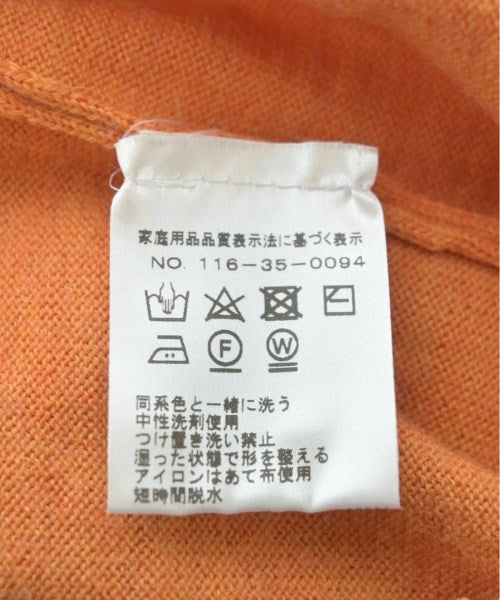 家庭用品品質表示法に基づく表示
NO. 116-35-0094
F W
同系色と一緒に洗う
中性洗剤使用
つけ置き洗い禁止
湿った状態で形を整える
アイロンはあて布使用
短時間脱水